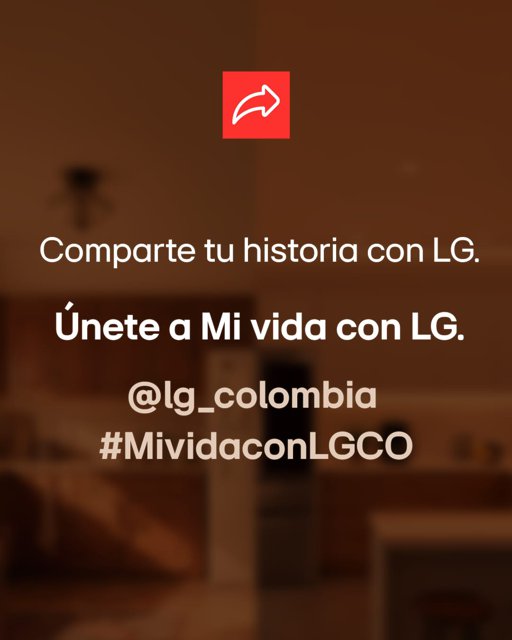 Comparte tu historia con LG.
Únete a Mi vida con LG.
@lg_colombia
#MividaconLGCO